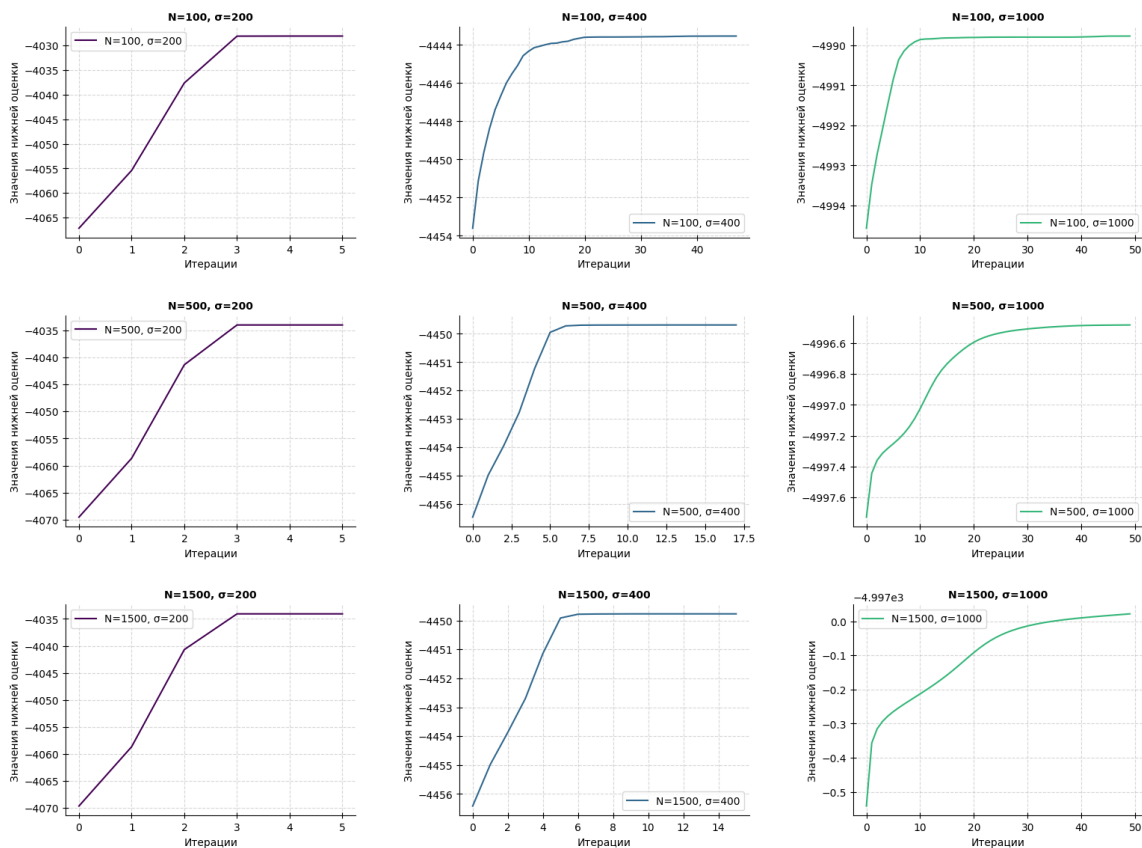 N=100, σ=200
N=100, σ=200
−4030
−4035
−4040
−4045
−4050
−4055
−4060
−4065
Значения нижней оценки
0 1 2 3 4 5
Итерации
N=100, σ=400
−4444
−4446
−4448
−4450
−4452
−4454
Значения нижней оценки
N=100, σ=400
0 10 20 30 40
Итерации
N=100, σ=1000
−4990
−4991
−4992
−4993
−4994
Значения нижней оценки
N=100, σ=1000
0 10 20 30 40 50
Итерации
N=500, σ=200
N=500, σ=200
−4035
−4040
−4045
−4050
−4055
−4060
−4065
−4070
Значения нижней оценки
0 1 2 3 4 5
Итерации
N=500, σ=400
−4450
−4451
−4452
−4453
−4454
−4455
−4456
Значения нижней оценки
N=500, σ=400
0.0 2.5 5.0 7.5 10.0 12.5 15.0 17.5
Итерации
N=500, σ=1000
−4996.6
−4996.8
−4997.0
−4997.2
−4997.4
−4997.6
Значения нижней оценки
N=500, σ=1000
0 10 20 30 40 50
Итерации
N=1500, σ=200
N=1500, σ=200
−4035
−4040
−4045
−4050
−4055
−4060
−4065
−4070
Значения нижней оценки
0 1 2 3 4 5
Итерации
N=1500, σ=400
−4450
−4451
−4452
−4453
−4454
−4455
−4456
Значения нижней оценки
N=1500, σ=400
0 2 4 6 8 10 12 14
Итерации
−4.997e3
N=1500, σ=1000
N=1500, σ=1000
0.0
−0.1
−0.2
−0.3
−0.4
−0.5
Значения нижней оценки
0 10 20 30 40 50
Итерации